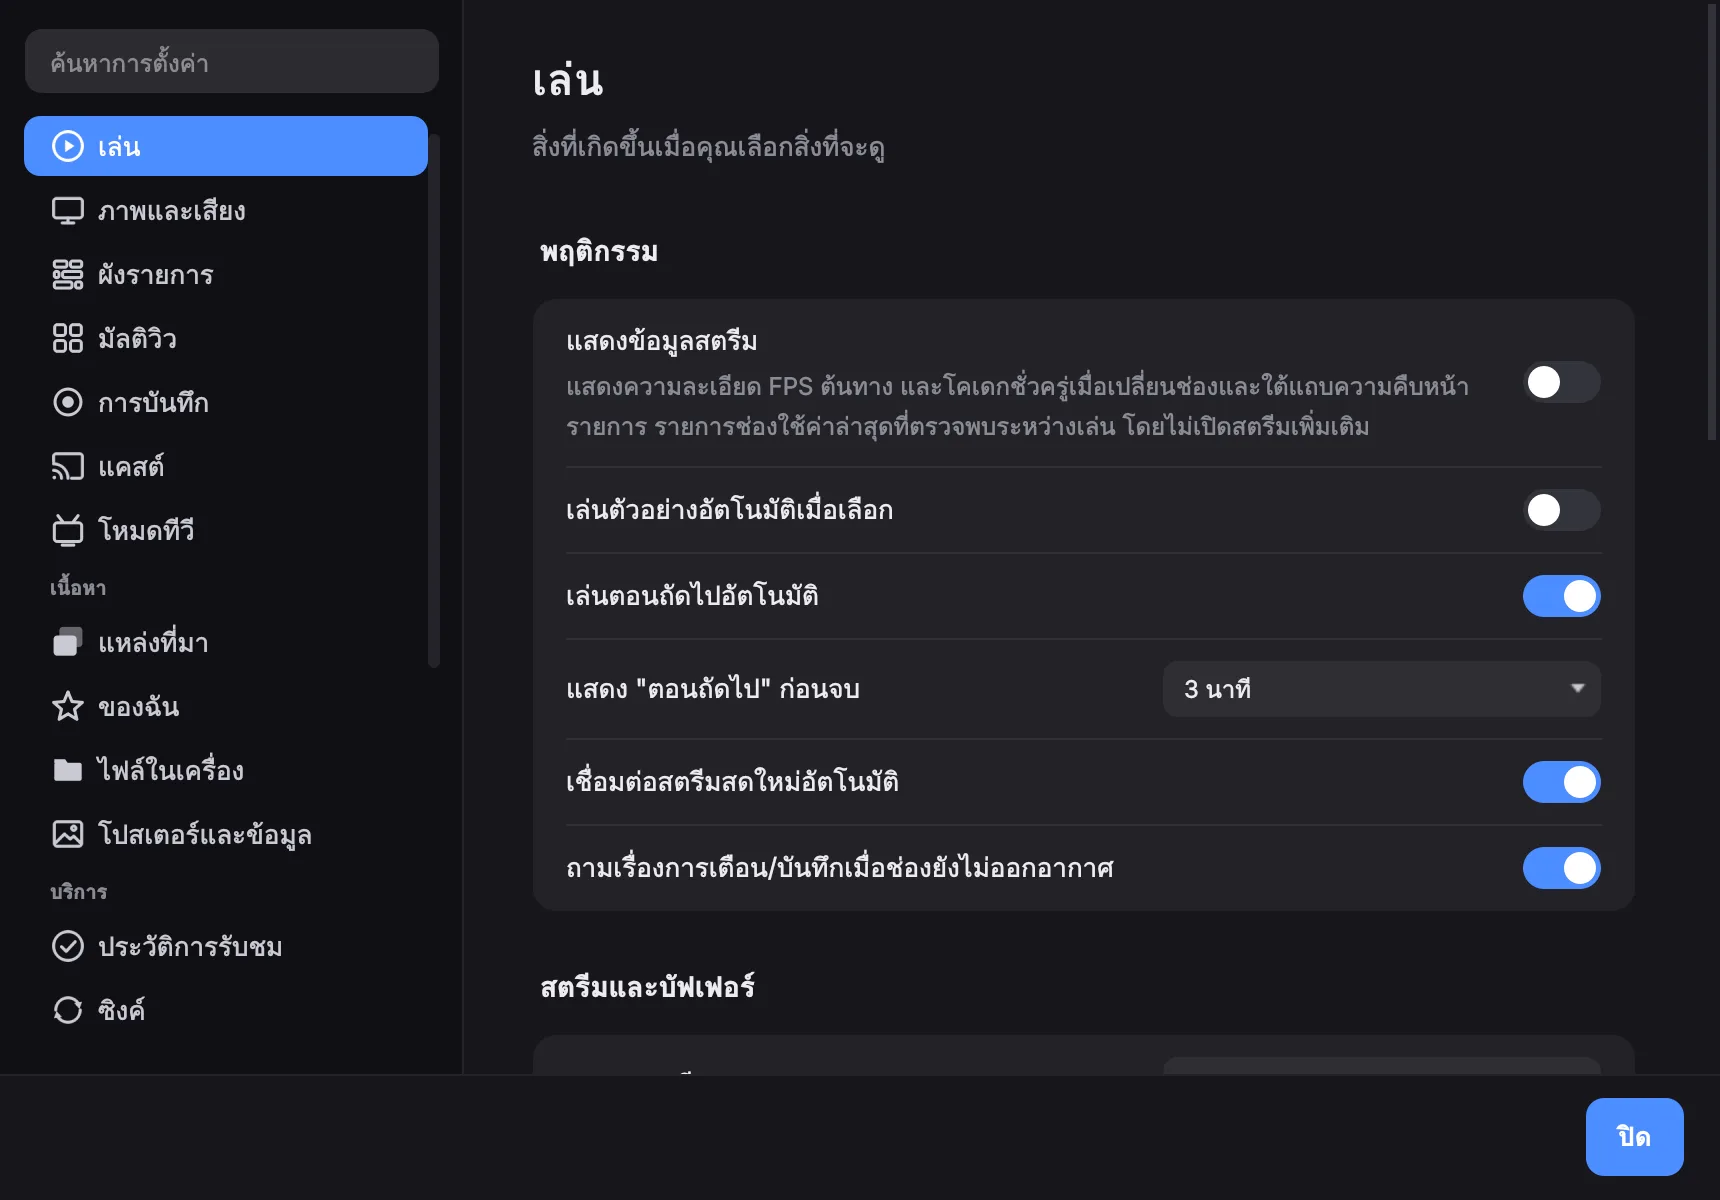 ค้นหาการตั้งค่า
เล่น
ภาพและเสียง
ผังรายการ
มัลติวิว
การบันทึก
แคสต์
โหมดทีวี
เนื้อหา
แหล่งที่มา
ของฉัน
ไฟล์ในเครื่อง
โปสเตอร์และข้อมูล
บริการ
ประวัติการรับชม
ซิงค์
เล่น
สิ่งที่เกิดขึ้นเมื่อคุณเลือกสิ่งที่จะดู
พฤติกรรม
แสดงข้อมูลสตรีม
แสดงความละเอียด FPS ต้นทาง และโคเดกชั่วครู่เมื่อเปลี่ยนช่องและใต้แถบความคืบหน้า
รายการ รายการช่องใช้ค่าล่าสุดที่ตรวจพบระหว่างเล่น โดยไม่เปิดสตรีมเพิ่มเติม
เล่นตัวอย่างอัตโนมัติเมื่อเลือก
เล่นตอนถัดไปอัตโนมัติ
แสดง "ตอนถัดไป" ก่อนจบ
3 นาที
เชื่อมต่อสตรีมสดใหม่อัตโนมัติ
ถามเรื่องการเตือน/บันทึกเมื่อช่องยังไม่ออกอากาศ
สตรีมและบัฟเฟอร์
ปิด